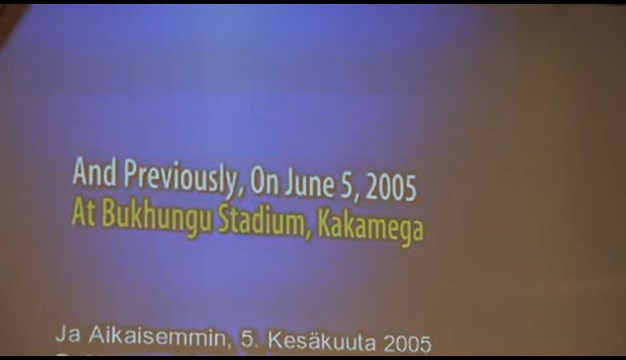 And Previously, On June 5, 2005
At Bukhungu Stadium, Kakamega
Ja Aikaisemmin, 5. Kesäkuuta 2005